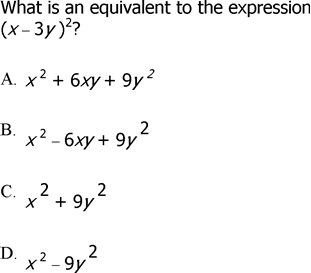 What is an equivalent to the expression
(x – 3y)²?
A. x² + 6xy + 9y²
B. x² – 6xy + 9y²
C. x² + 9y²
D. x² – 9y²